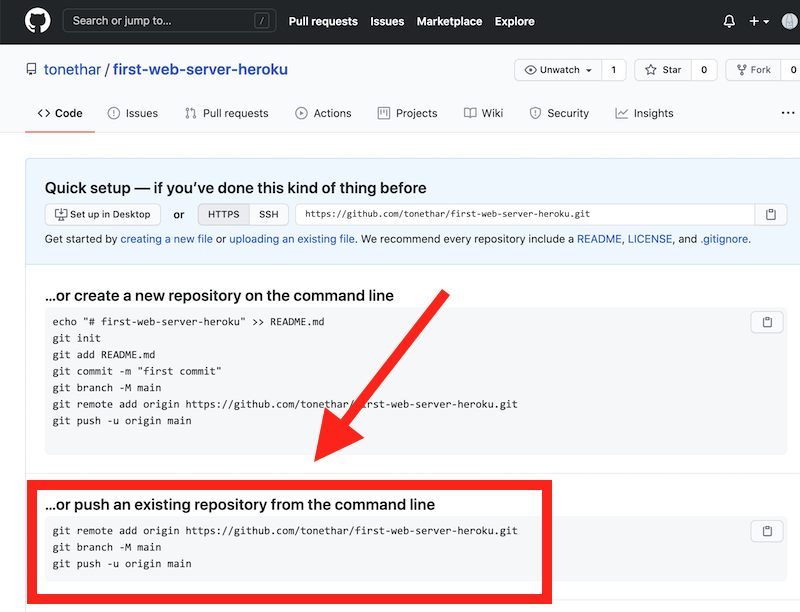 Search or jump to...
/
Pull requests
Issues
Marketplace
Explore
tonethar / first-web-server-heroku
Unwatch
1
Star
0
Fork
0
Code
Issues
Pull requests
Actions
Projects
Wiki
Security
Insights
Quick setup — if you’ve done this kind of thing before
Set up in Desktop
or
HTTPS
SSH
https://github.com/tonethar/first-web-server-heroku.git
Get started by creating a new file or uploading an existing file. We recommend every repository include a README, LICENSE, and .gitignore.
...or create a new repository on the command line
echo "# first-web-server-heroku" >> README.md
git init
git add README.md
git commit -m "first commit"
git branch -M main
git remote add origin https://github.com/tonethar/first-web-server-heroku.git
git push -u origin main
...or push an existing repository from the command line
git remote add origin https://github.com/tonethar/first-web-server-heroku.git
git branch -M main
git push -u origin main